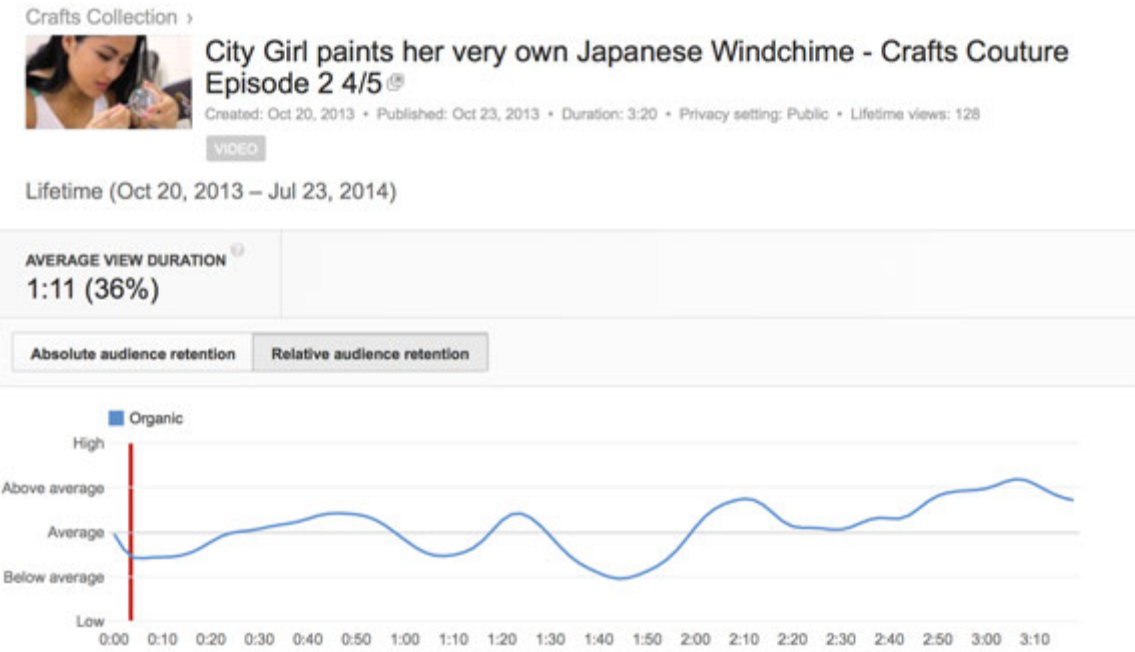 Crafts Collection ›
City Girl paints her very own Japanese Windchime - Crafts Couture
Episode 2 4/5
Created: Oct 20, 2013 • Published: Oct 23, 2013 • Duration: 3:20 • Privacy setting: Public • Lifetime views: 128
VIDEO
Lifetime (Oct 20, 2013 – Jul 23, 2014)
AVERAGE VIEW DURATION ?
1:11 (36%)
Absolute audience retention Relative audience retention
Organic
High
Above average
Average
Below average
Low
0:00 0:10 0:20 0:30 0:40 0:50 1:00 1:10 1:20 1:30 1:40 1:50 2:00 2:10 2:20 2:30 2:40 2:50 3:00 3:10